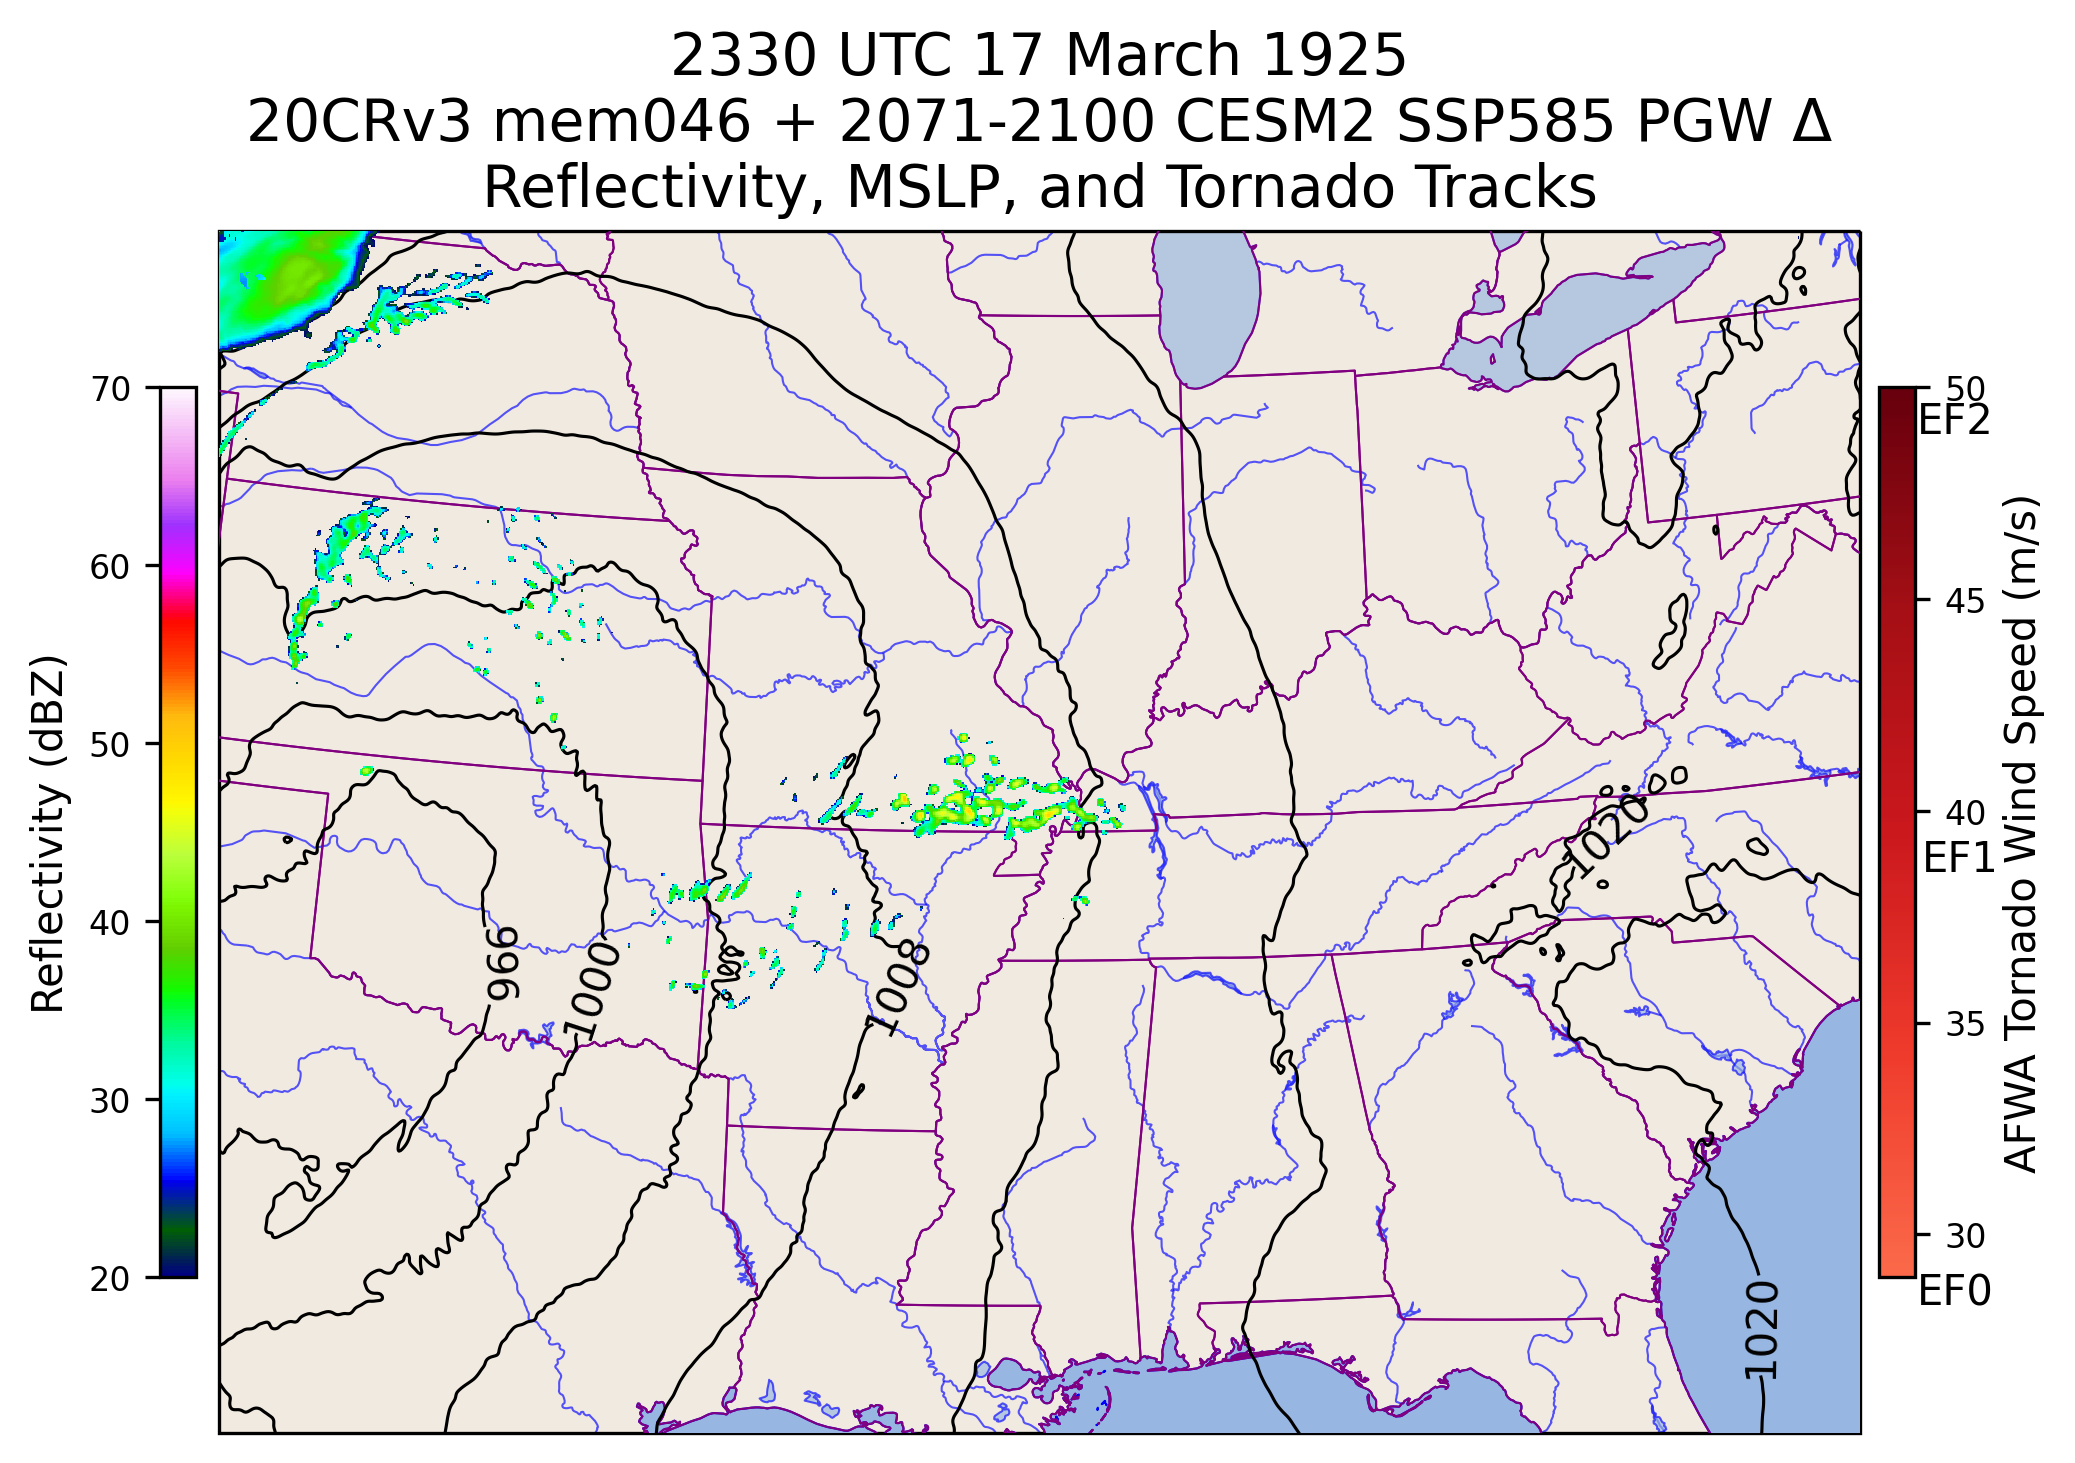 2330 UTC 17 March 1925
20CRv3 mem046 + 2071-2100 CESM2 SSP585 PGW Δ
Reflectivity, MSLP, and Tornado Tracks
Reflectivity (dBZ)
70
60
50
40
30
20
996
1000
1008
1020
1020
50
EF2
45
40
EF1
35
30
EF0
AFWA Tornado Wind Speed (m/s)